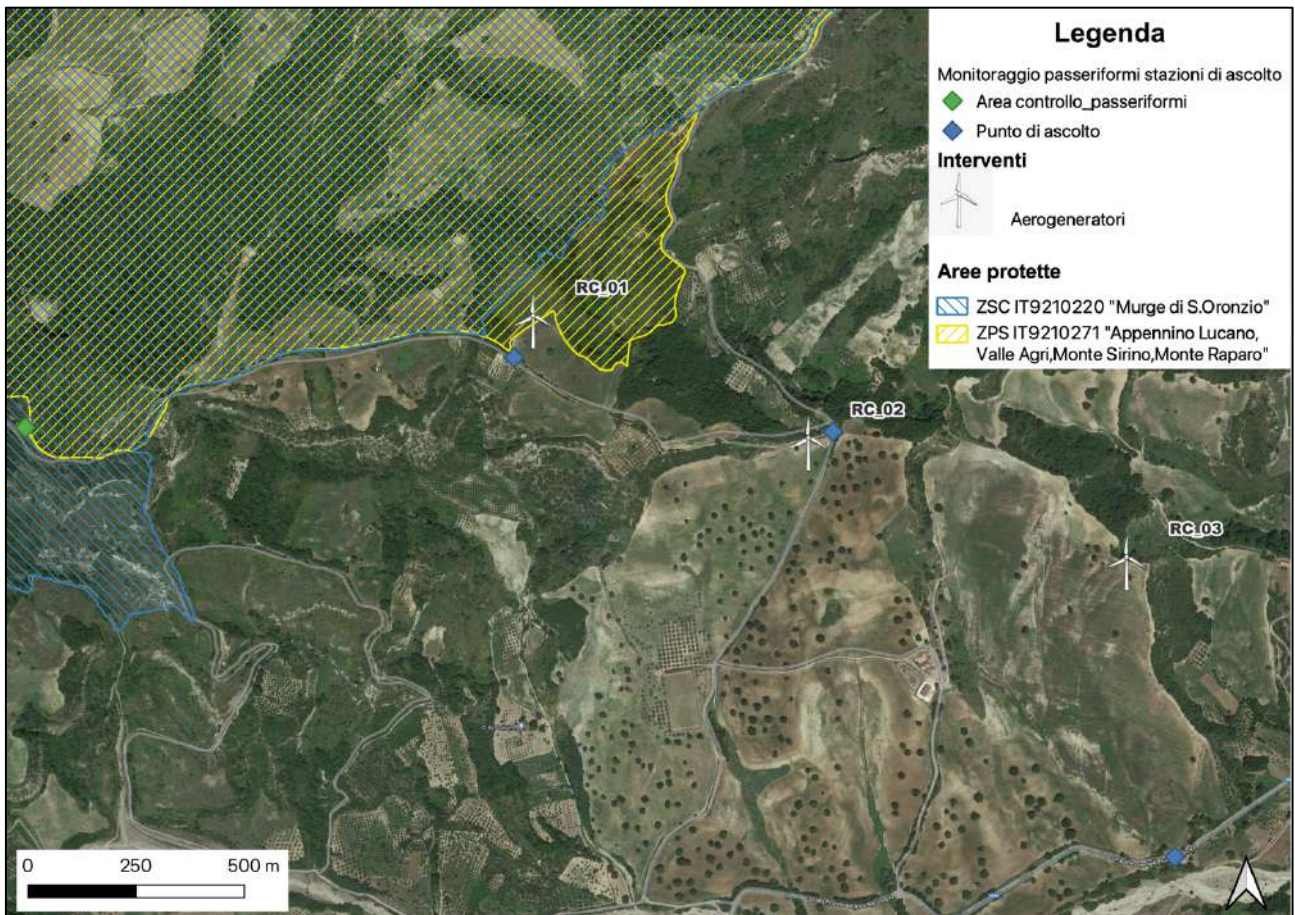 Legenda
Monitoraggio passeriformi stazioni di ascolto
Area controllo_passeriformi
Punto di ascolto
Interventi
Aerogeneratori
Aree protette
ZSC IT9210220 "Murge di S.Oronzio"
ZPS IT9210271 "Appennino Lucano,
Valle Agri,Monte Sirino,Monte Raparo"
RC_01
RC_02
RC_03
0 250 500 m